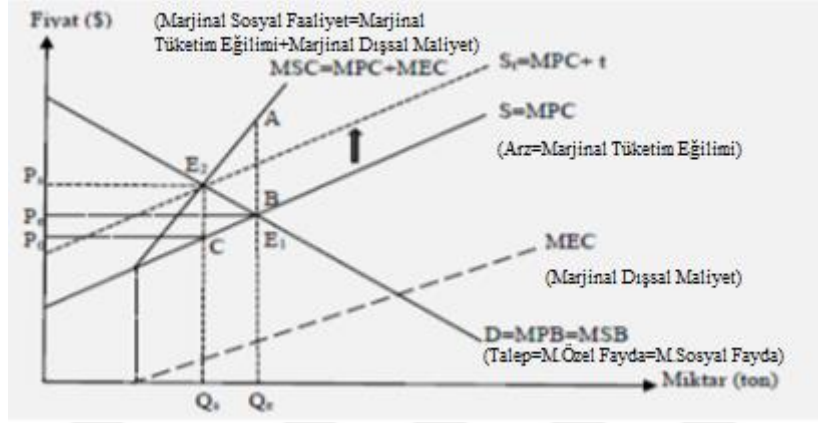 Fiyat ($)
(Marjinal Sosyal Faaliyet=Marjinal
Tüketim Eğilimi+Marjinal Dışsal Maliyet)
MSC=MPC+MEC
Sₜ=MPC+ t
A
S=MPC
(Arz=Marjinal Tüketim Eğilimi)
E₂
Pₛ
B
Pₑ
C
E₁
MEC
(Marjinal Dışsal Maliyet)
D=MPB=MSB
(Talep=M.Özel Fayda=M.Sosyal Fayda)
Miktar (ton)
Qₛ
Qₑ